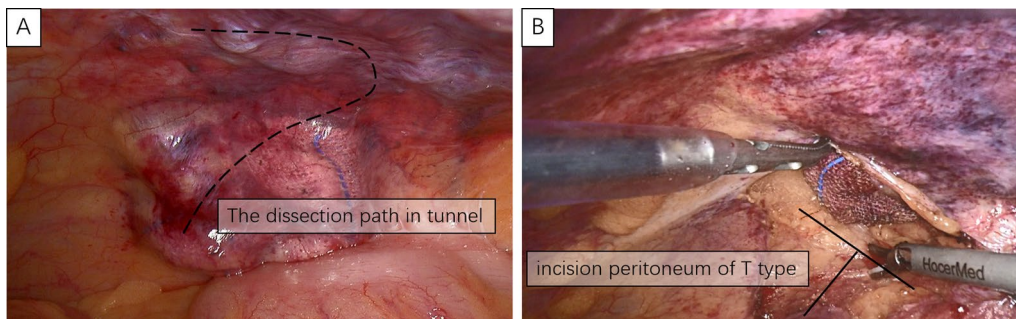 A
The dissection path in tunnel
B
incision peritoneum of T type
HocerMed